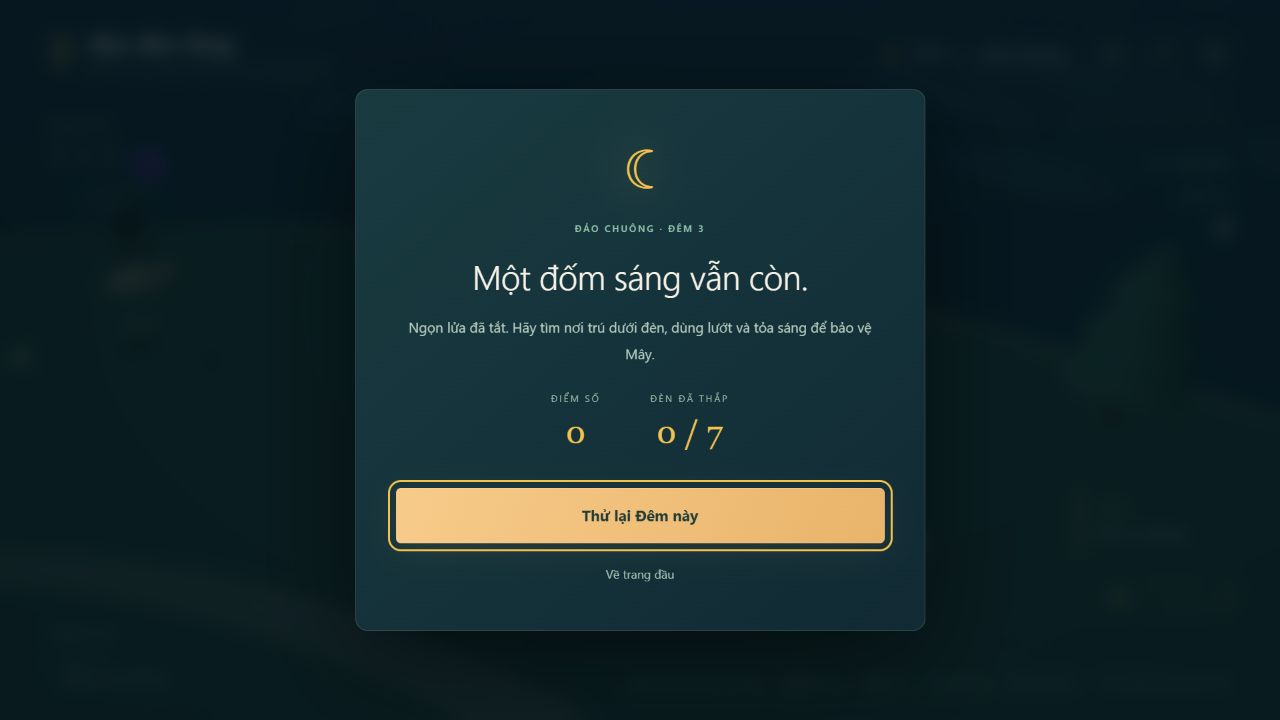 ĐẢO CHUÔNG · ĐÊM 3
Một đốm sáng vẫn còn.
Ngọn lửa đã tắt. Hãy tìm nơi trú dưới đèn, dùng lướt và tỏa sáng để bảo vệ
Mây.
ĐIỂM SỐ
ĐÈN ĐÃ THẮP
0
0 / 7
Thử lại Đêm này
Về trang đầu